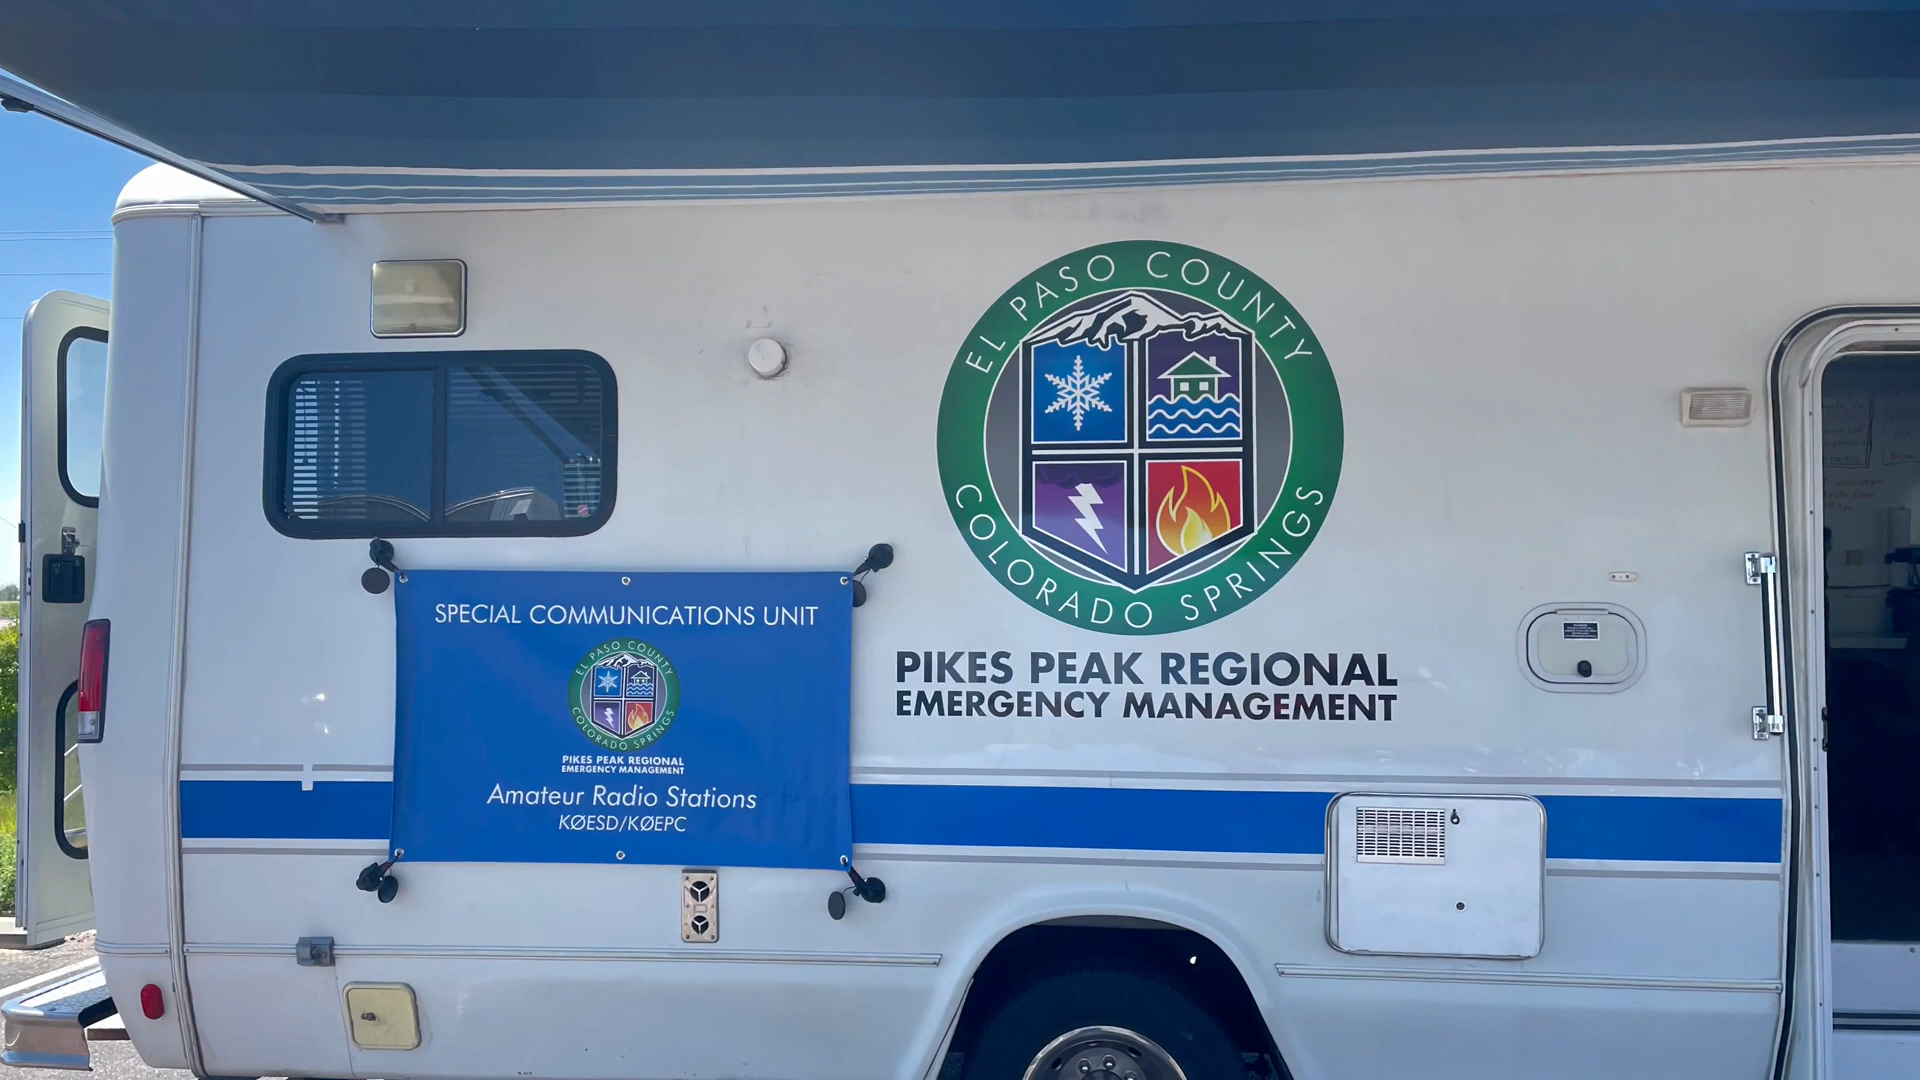 EL PASO COUNTY
COLORADO SPRINGS
PIKES PEAK REGIONAL
EMERGENCY MANAGEMENT
SPECIAL COMMUNICATIONS UNIT
EL PASO COUNTY
COLORADO SPRINGS
PIKES PEAK REGIONAL
EMERGENCY MANAGEMENT
Amateur Radio Stations
KØESD/KØEPC